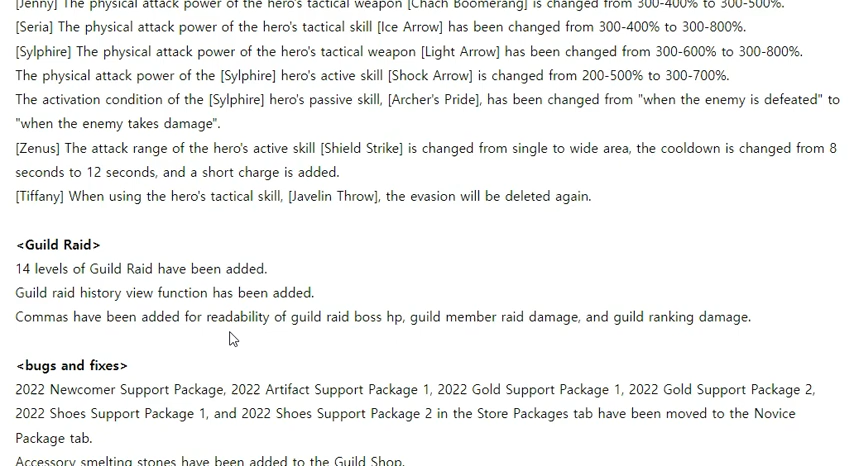 [Jenny] The physical attack power of the hero's tactical weapon [Chach Boomerang] is changed from 300-400% to 300-500%.
[Seria] The physical attack power of the hero's tactical skill [Ice Arrow] has been changed from 300-400% to 300-800%.
[Sylphire] The physical attack power of the hero's tactical weapon [Light Arrow] has been changed from 300-600% to 300-800%.
The physical attack power of the [Sylphire] hero's active skill [Shock Arrow] is changed from 200-500% to 300-700%.
The activation condition of the [Sylphire] hero's passive skill, [Archer's Pride], has been changed from "when the enemy is defeated" to
"when the enemy takes damage".
[Zenus] The attack range of the hero's active skill [Shield Strike] is changed from single to wide area, the cooldown is changed from 8
seconds to 12 seconds, and a short charge is added.
[Tiffany] When using the hero's tactical skill, [Javelin Throw], the evasion will be deleted again.
<Guild Raid>
14 levels of Guild Raid have been added.
Guild raid history view function has been added.
Commas have been added for readability of guild raid boss hp, guild member raid damage, and guild ranking damage.
<bugs and fixes>
2022 Newcomer Support Package, 2022 Artifact Support Package 1, 2022 Gold Support Package 1, 2022 Gold Support Package 2,
2022 Shoes Support Package 1, and 2022 Shoes Support Package 2 in the Store Packages tab have been moved to the Novice
Package tab.
Accessory smelting stones have been added to the Guild Shop.